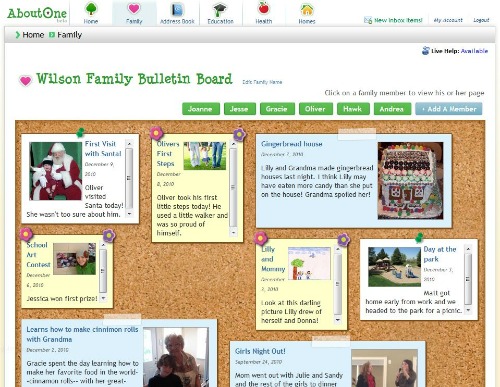 AboutOne
beta
Home
Family
Address Book
Education
Health
Homes
New Inbox Items!
My Account
Logout
Home
Family
Live Help: Available
Wilson Family Bulletin Board
Edit Family Name
Click on a family member to view his or her page
Joanne
Jesse
Gracie
Oliver
Hawk
Andrea
+ Add A Member
First Visit
with Santa!
December 9,
2010
Oliver
visited
Santa today!
She wasn't too sure about him.
Olivers
First
Steps
December
8, 2010
Oliver took his first
little steps today! He
used a little walker and
was so proud of
himself.
Gingerbread house
December 7, 2010
Lilly and Grandma made gingerbread
houses last night. I think Lilly may
have eaten more candy than she put
on the house! Grandma spoiled her!
School
Art
Contest
December
6, 2010
Jessica won first prize!
Lilly
and
Mommy
December
3, 2010
Look at this darling
picture Lilly drew of
herself and Donna!
Day at the
park
December 3,
2010
Matt got
home early from work and we
headed to the park for a picnic.
Learns how to make cinnimon rolls
with Grandma
December 2, 2010
Gracie spent the day learning how to
make her favorite food in the world-
-cinnamon rolls-- with her great-
Girls Night Out!
November 24, 2010
Mom went out with Julie and Sandy
and the rest of the girls to dinner